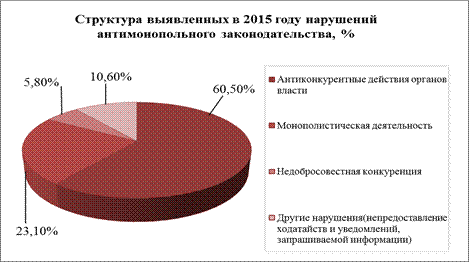 Структура выявленных в 2015 году нарушений
антимонопольного законодательства, %
5,80%
10,60%
60,50%
23,10%
Антиконкурентные действия органов
власти
Монополистическая деятельность
Недобросовестная конкуренция
Другие нарушения(непредоставление
ходатайств и уведомлений,
запрашиваемой информации)